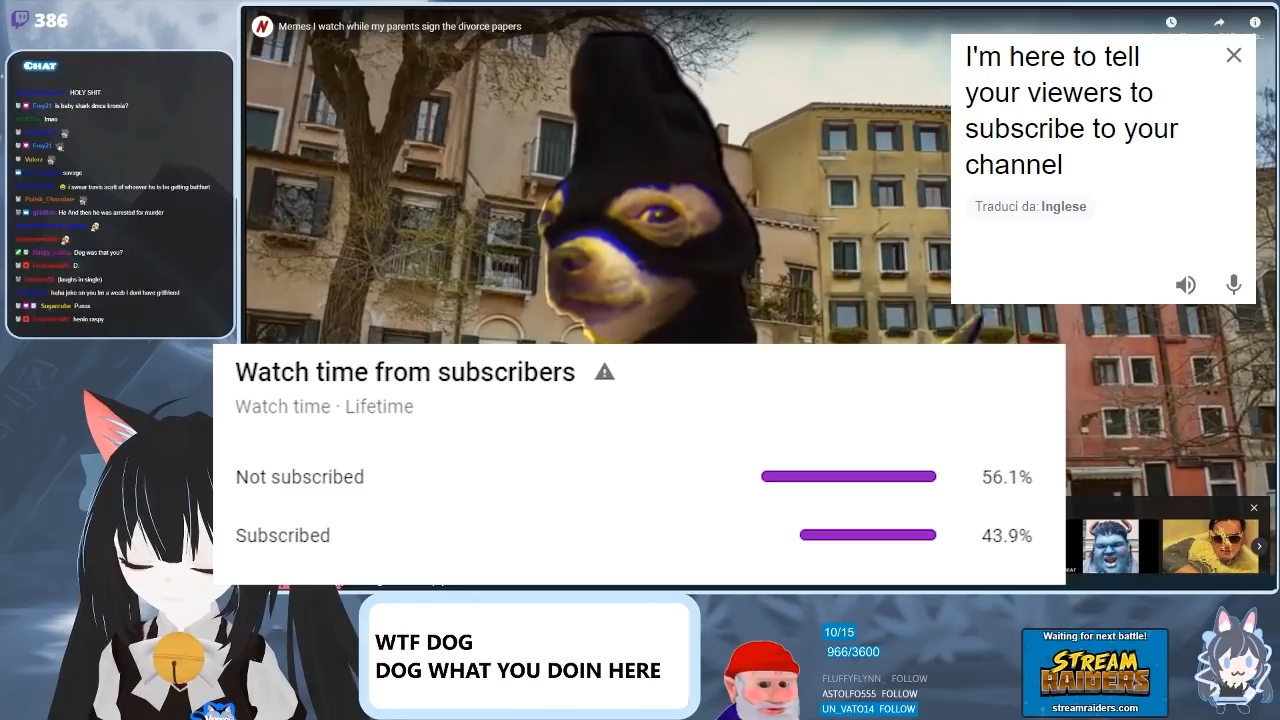 386
Memes I watch while my parents sign the divorce papers
CHAT
HOLY SHIT
Frey21 is baby shark dmca kromia?
lmao
Frey21
Vulorz
savage
i swear travis scott of whoever he is be getting butthurt
Polish_Chocolate
He And then he was arrested for murder
Dog was that you?
D:
(laughs in single)
haha joke on you Im a weeb I dont have girlfriend
Sugarcube Pusss
henlo raspy
I'm here to tell
your viewers to
subscribe to your
channel
Traduci da: Inglese
Watch time from subscribers
Watch time · Lifetime
Not subscribed 56.1%
Subscribed 43.9%
WTF DOG
DOG WHAT YOU DOIN HERE
10/15
966/3600
FLUFFYFLYNN_ FOLLOW
ASTOLFO555 FOLLOW
UN_VATO14 FOLLOW
Waiting for next battle!
STREAM
RAIDERS
streamraiders.com